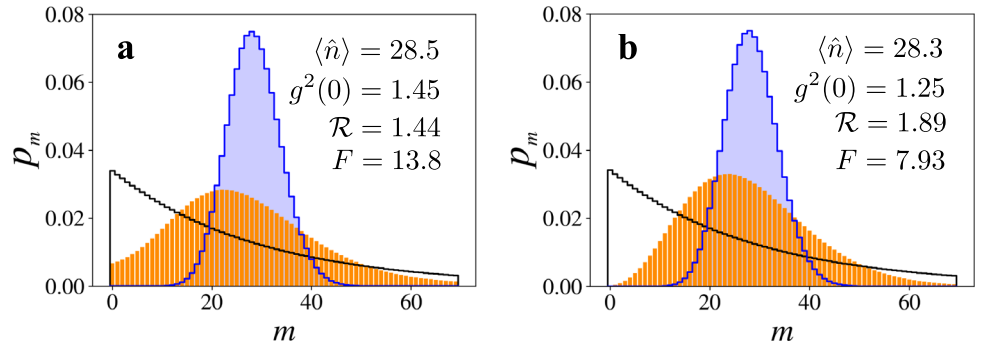 a
⟨n̂⟩ = 28.5
g²(0) = 1.45
ℛ = 1.44
F = 13.8
0.08
0.06
0.04
0.02
0.00
pₘ
0 20 40 60
m
b
⟨n̂⟩ = 28.3
g²(0) = 1.25
ℛ = 1.89
F = 7.93
0.08
0.06
0.04
0.02
0.00
pₘ
0 20 40 60
m